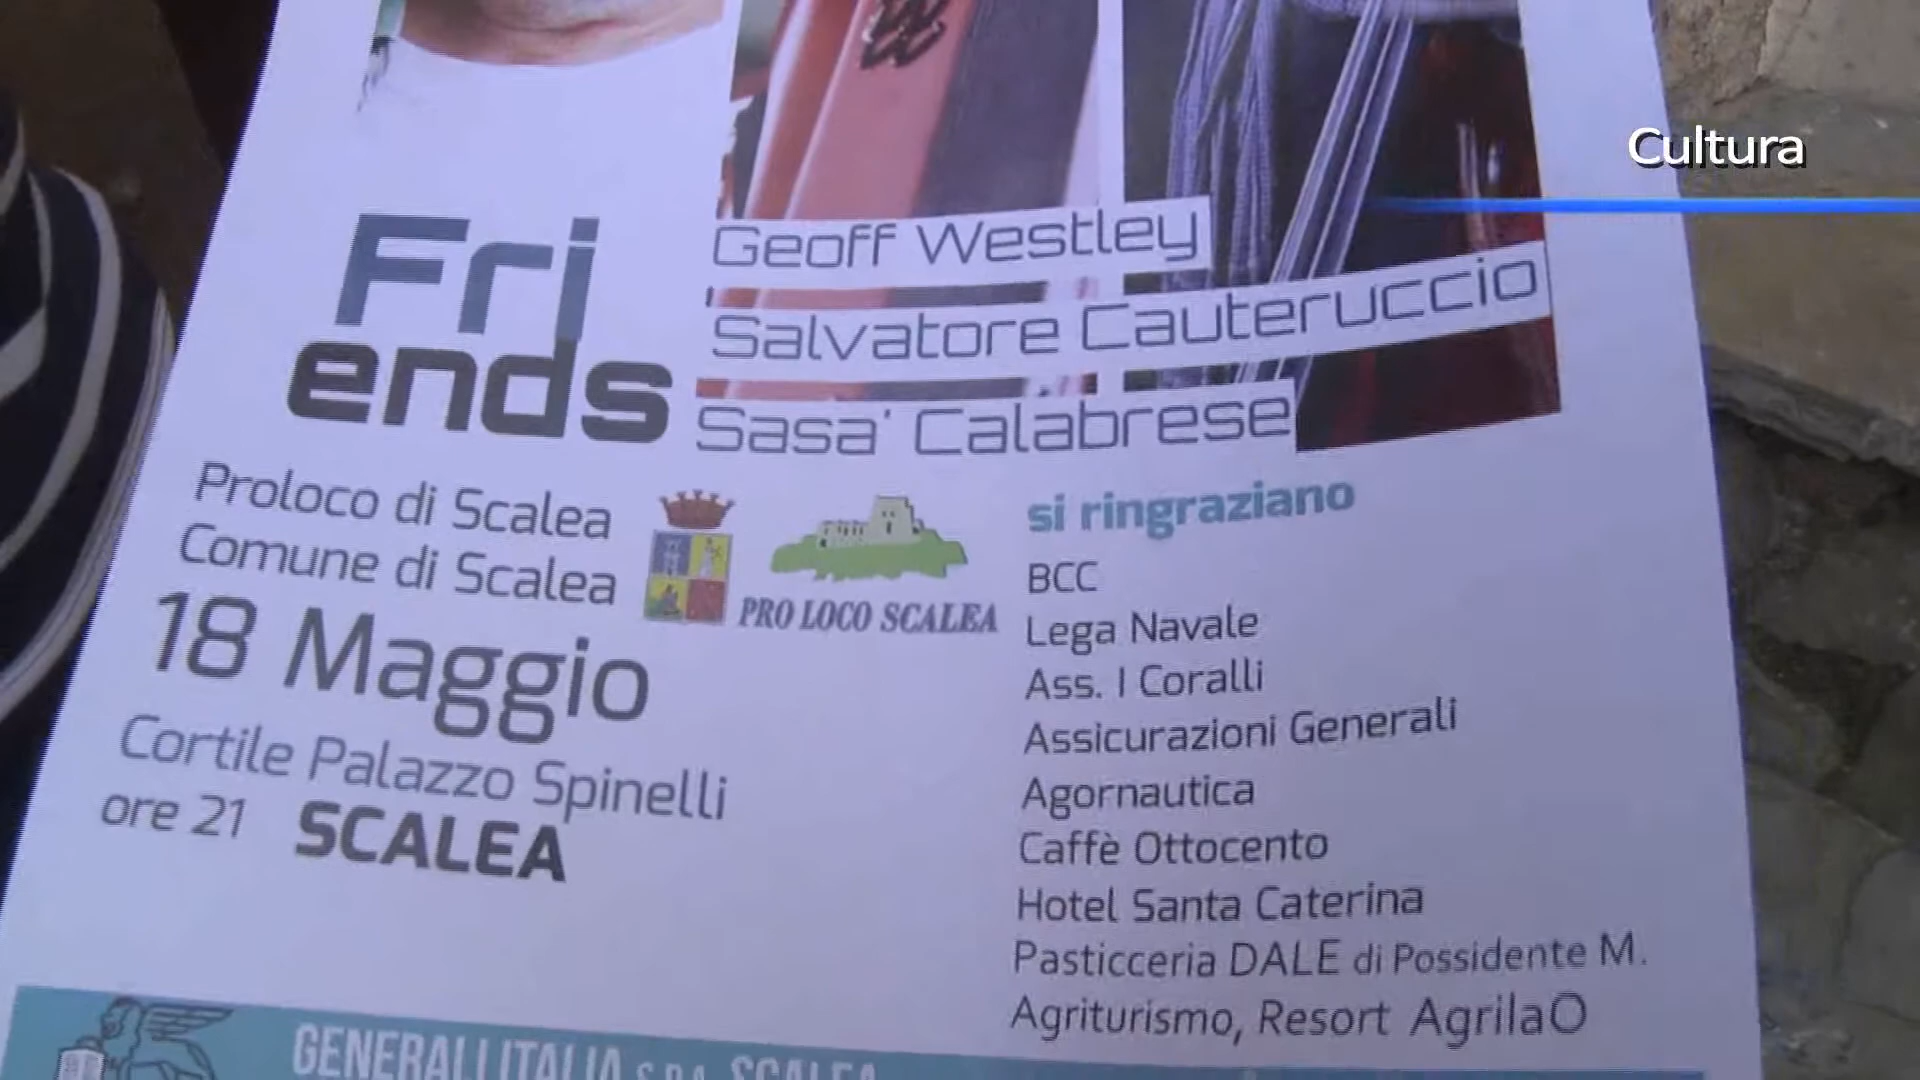 Cultura
Fri
ends
Geoff Westley
Salvatore Cauteruccio
Sasa' Calabrese
Proloco di Scalea
Comune di Scalea
18 Maggio
Cortile Palazzo Spinelli
ore 21 SCALEA
PRO LOCO SCALEA
si ringraziano
BCC
Lega Navale
Ass. I Coralli
Assicurazioni Generali
Agornautica
Caffè Ottocento
Hotel Santa Caterina
Pasticceria DALE di Possidente M.
Agriturismo, Resort AgrilaO
GENERALI ITALIA S.P.A. SCALEA